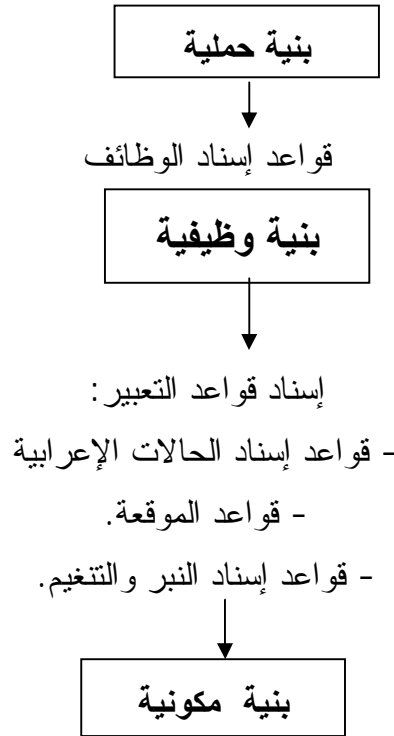 بنية حملية
قواعد إسناد الوظائف
بنية وظيفية
إسناد قواعد التعبير:
- قواعد إسناد الحالات الإعرابية
- قواعد الموقعة.
- قواعد إسناد النبر والتنغيم.
بنية مكونية